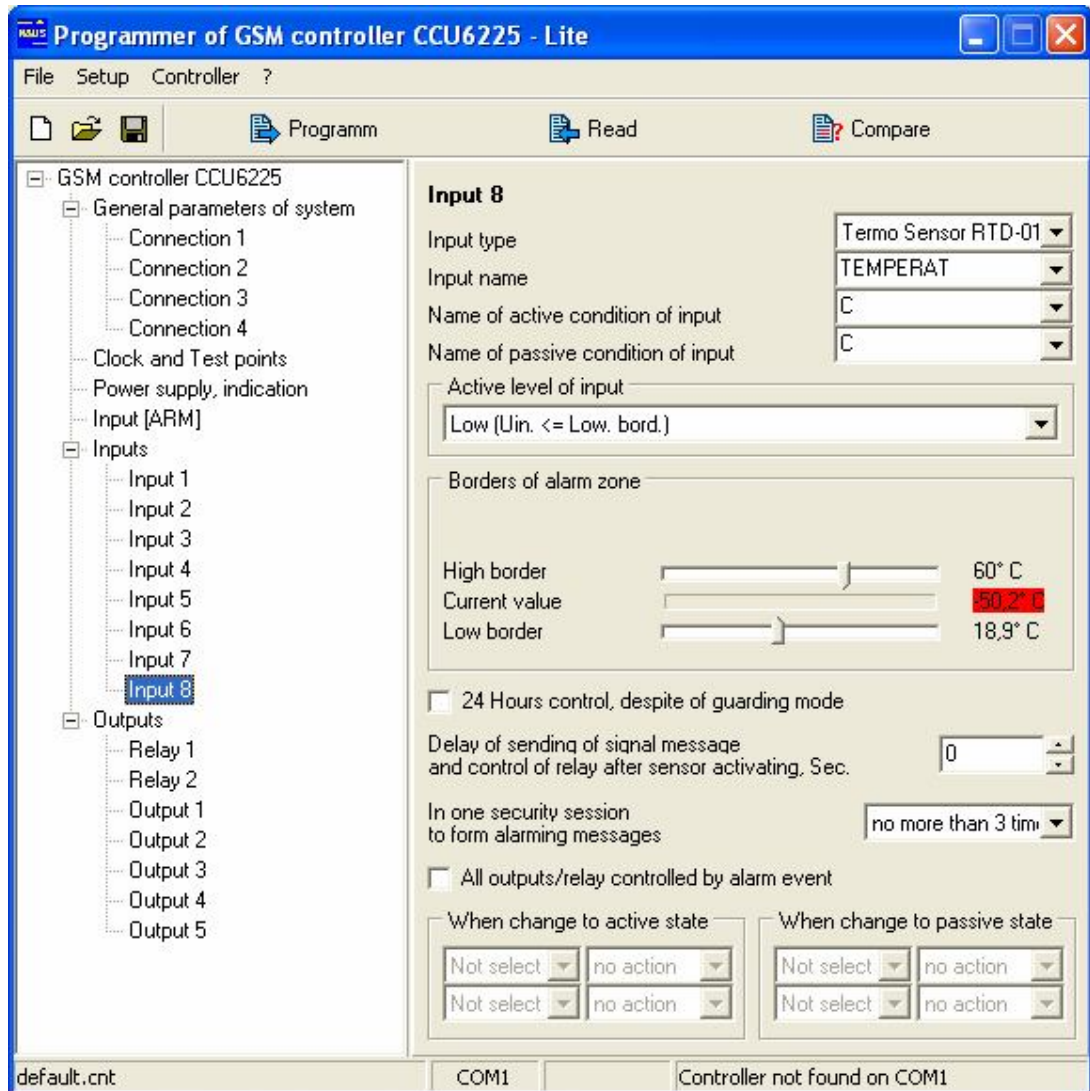 Programmer of GSM controller CCU6225 - Lite
File Setup Controller ?
Programm Read Compare
GSM controller CCU6225
General parameters of system
Connection 1
Connection 2
Connection 3
Connection 4
Clock and Test points
Power supply, indication
Input [ARM]
Inputs
Input 1
Input 2
Input 3
Input 4
Input 5
Input 6
Input 7
Input 8
Outputs
Relay 1
Relay 2
Output 1
Output 2
Output 3
Output 4
Output 5
Input 8
Input type Termo Sensor RTD-01
Input name TEMPERAT
Name of active condition of input C
Name of passive condition of input C
Active level of input
Low (Uin. <= Low. bord.)
Borders of alarm zone
High border 60° C
Current value -50,2° C
Low border 18,9° C
24 Hours control, despite of guarding mode
Delay of sending of signal message
and control of relay after sensor activating, Sec. 0
In one security session
to form alarming messages no more than 3 tim
All outputs/relay controlled by alarm event
When change to active state When change to passive state
Not select no action Not select no action
Not select no action Not select no action
default.cnt COM1 Controller not found on COM1